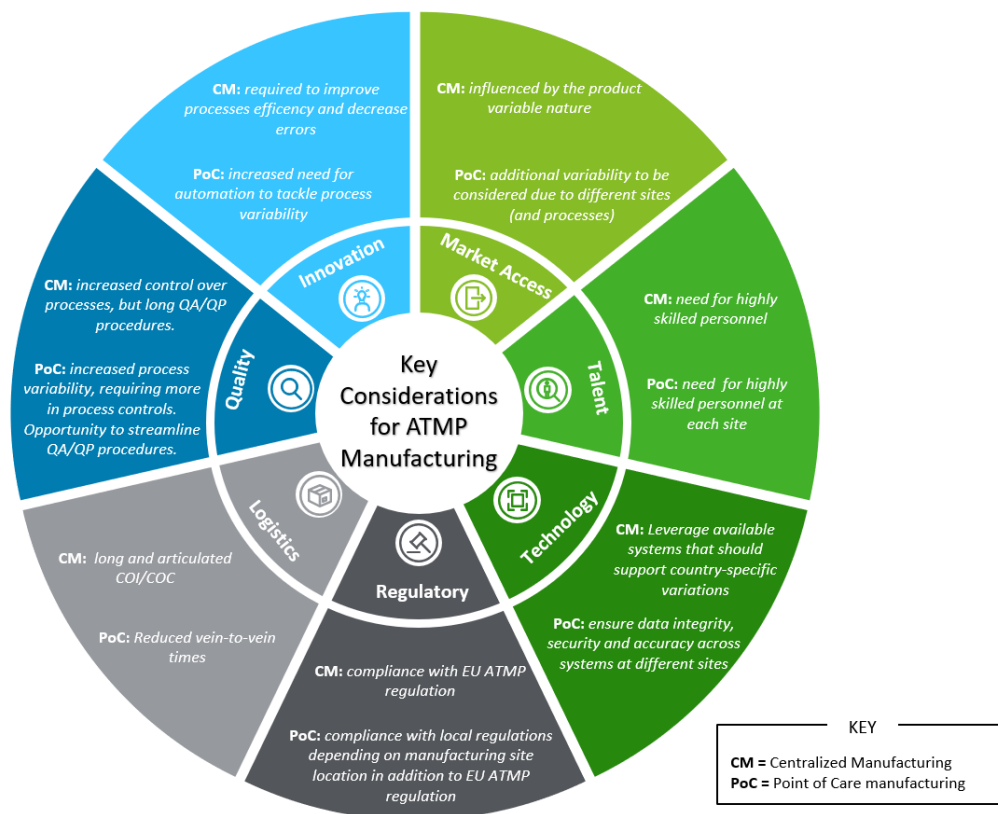 CM: required to improve
processes efficency and decrease
errors
PoC: increased need for
automation to tackle process
variability
Innovation
CM: influenced by the product
variable nature
PoC: additional variability to be
considered due to different sites
(and processes)
Market Access
CM: need for highly
skilled personnel
PoC: need for highly
skilled personnel at
each site
Talent
CM: Leverage available
systems that should
support country-specific
variations
PoC: ensure data integrity,
security and accuracy across
systems at different sites
Technology
Regulatory
CM: compliance with EU ATMP
regulation
PoC: compliance with local regulations
depending on manufacturing site
location in addition to EU ATMP
regulation
Logistics
CM: long and articulated
COI/COC
PoC: Reduced vein-to-vein
times
Quality
CM: increased control over
processes, but long QA/QP
procedures.
PoC: increased process
variability, requiring more
in process controls.
Opportunity to streamline
QA/QP procedures.
Key
Considerations
for ATMP
Manufacturing
KEY
CM = Centralized Manufacturing
PoC = Point of Care manufacturing